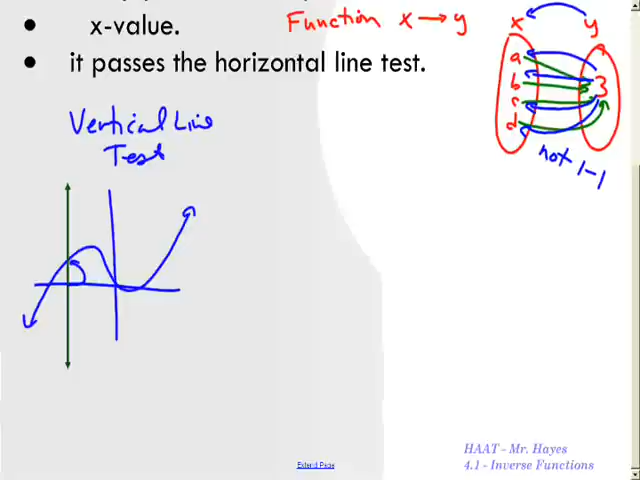 • x-value.
• it passes the horizontal line test.
Function x → y
x y
a
b
c
d
3
not 1-1
Vertical Line
Test
HAAT - Mr. Hayes
4.1 - Inverse Functions
Extend Page